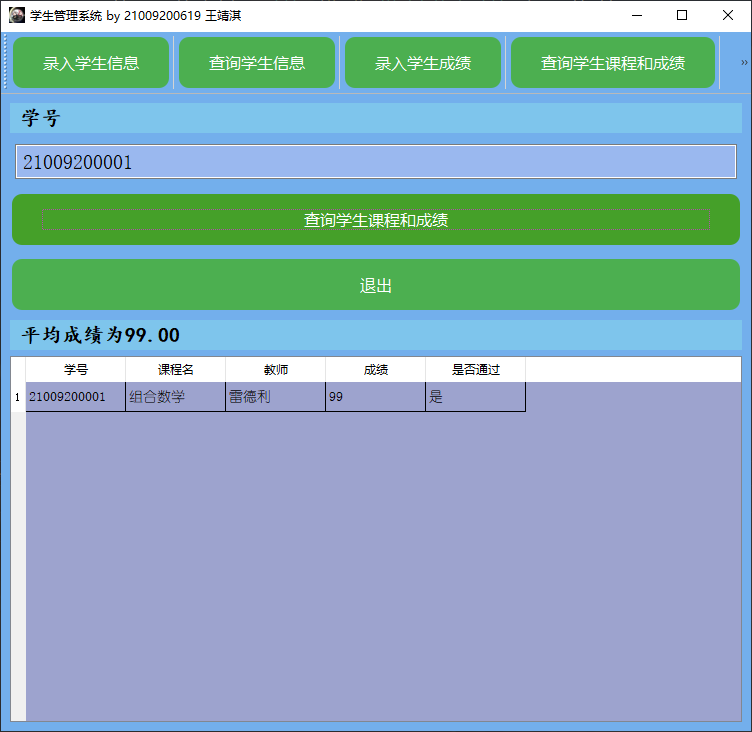 学生管理系统 by 21009200619 王靖淇
录入学生信息 查询学生信息 录入学生成绩 查询学生课程和成绩 »
学号
21009200001
查询学生课程和成绩
退出
平均成绩为99.00
学号 课程名 教师 成绩 是否通过
1 21009200001 组合数学 雷德利 99 是